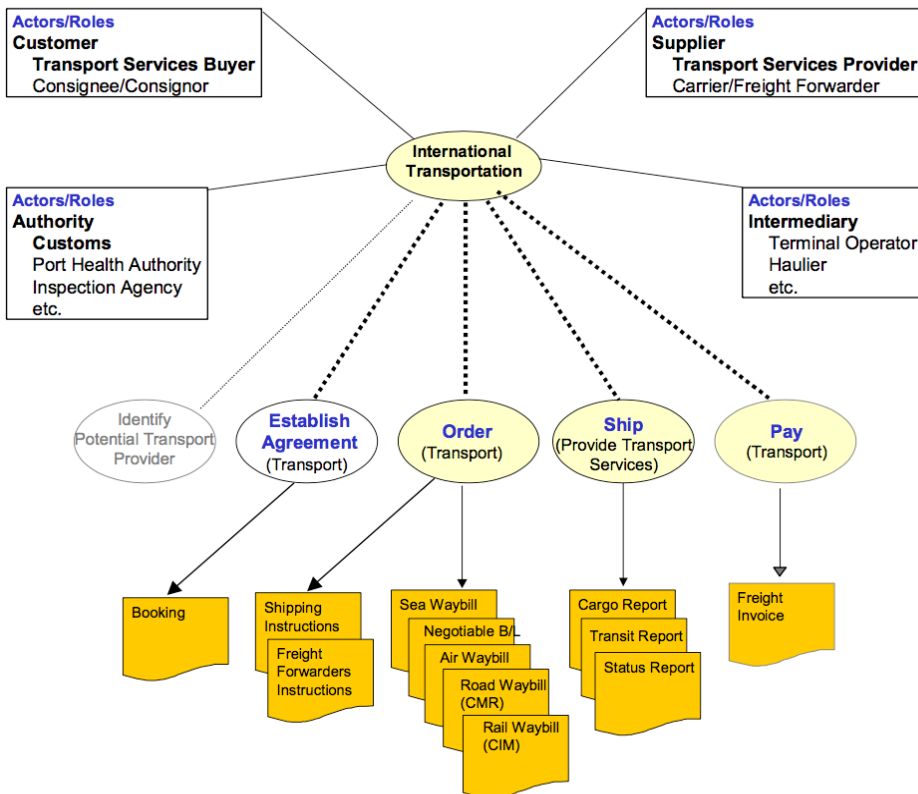 Actors/Roles
Customer
Transport Services Buyer
Consignee/Consignor
Actors/Roles
Supplier
Transport Services Provider
Carrier/Freight Forwarder
International
Transportation
Actors/Roles
Authority
Customs
Port Health Authority
Inspection Agency
etc.
Actors/Roles
Intermediary
Terminal Operator
Haulier
etc.
Identify
Potential Transport
Provider
Establish
Agreement
(Transport)
Order
(Transport)
Ship
(Provide Transport
Services)
Pay
(Transport)
Booking
Shipping
Instructions
Freight
Forwarders
Instructions
Sea Waybill
Negotiable B/L
Air Waybill
Road Waybill
(CMR)
Rail Waybill
(CIM)
Cargo Report
Transit Report
Status Report
Freight
Invoice